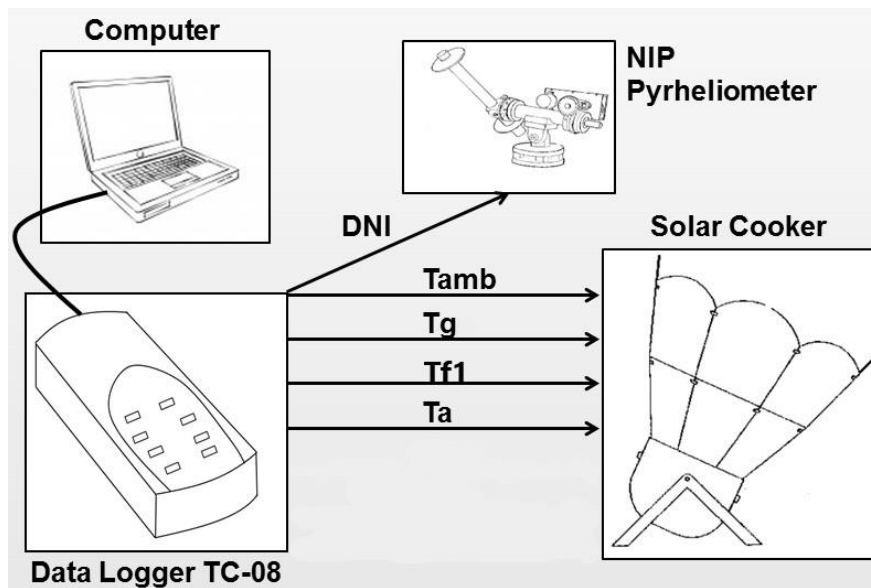 Computer
NIP
Pyrheliometer
DNI
Solar Cooker
Tamb
Tg
Tf1
Ta
Data Logger TC-08